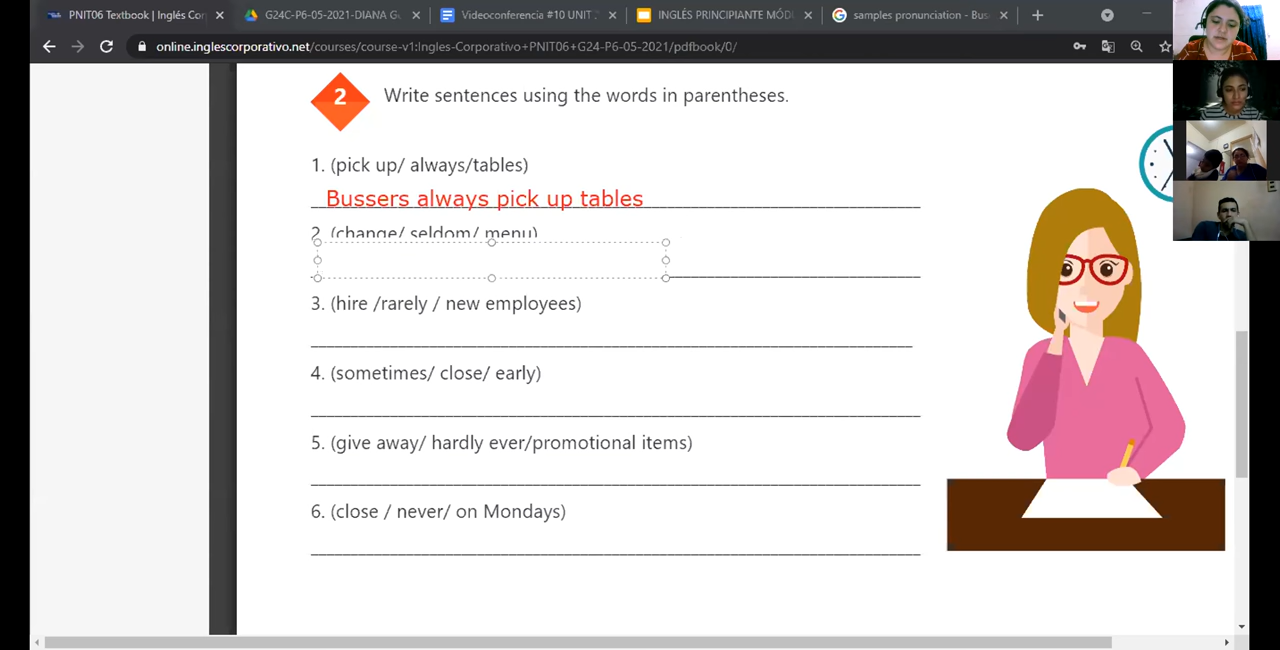 PNIT06 Textbook | Inglés Cor
G24C-P6-05-2021-DIANA G
Videoconferencia #10 UNIT
INGLÉS PRINCIPIANTE MÓD
samples pronunciation - Bus
online.inglescorporativo.net/courses/course-v1:Ingles-Corporativo+PNIT06+G24-P6-05-2021/pdfbook/0/
2 Write sentences using the words in parentheses.
1. (pick up/ always/tables)
Bussers always pick up tables
2. (change/ seldom/ menu)
3. (hire /rarely / new employees)
4. (sometimes/ close/ early)
5. (give away/ hardly ever/promotional items)
6. (close / never/ on Mondays)